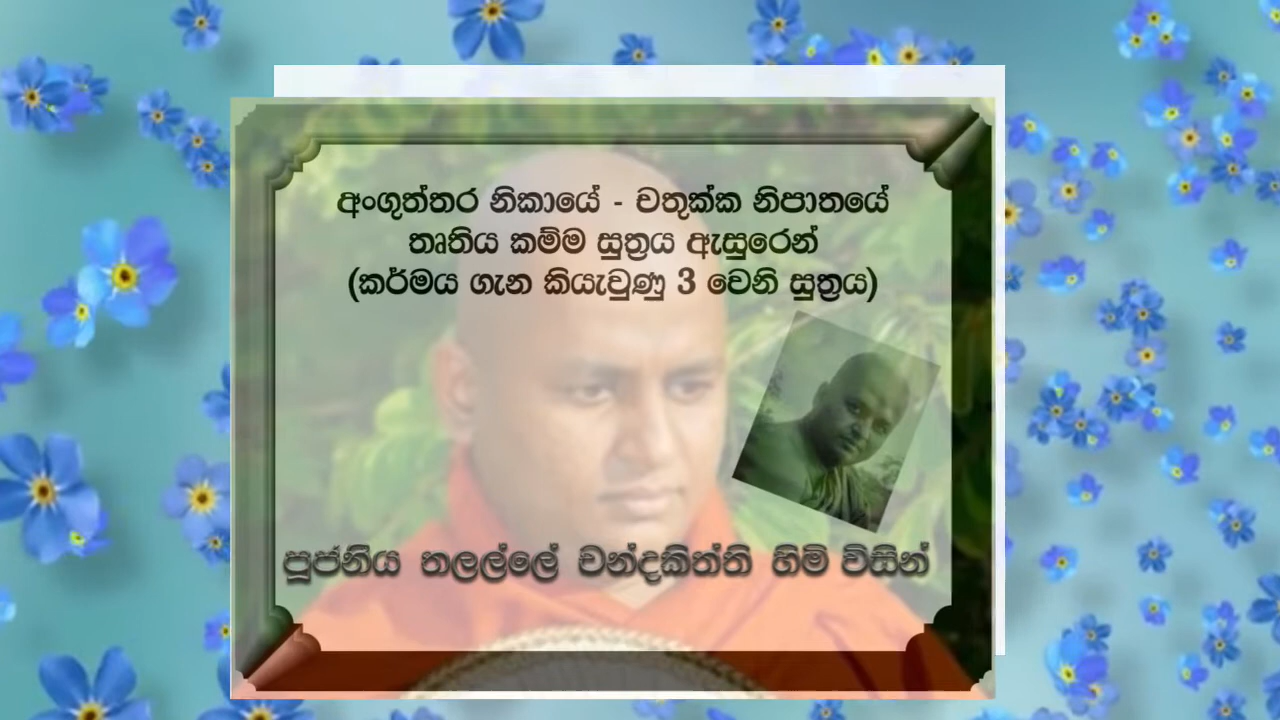 අංගුත්තර නිකායේ - චතුක්ක නිපාතයේ
තෘතිය කම්ම සුත්‍රය ඇසුරෙන්
(කර්මය ගැන කියැවුණු 3 වෙනි සුත්‍රය)
පූජනීය තලල්ලේ චන්දකිත්ති හිමි විසින්